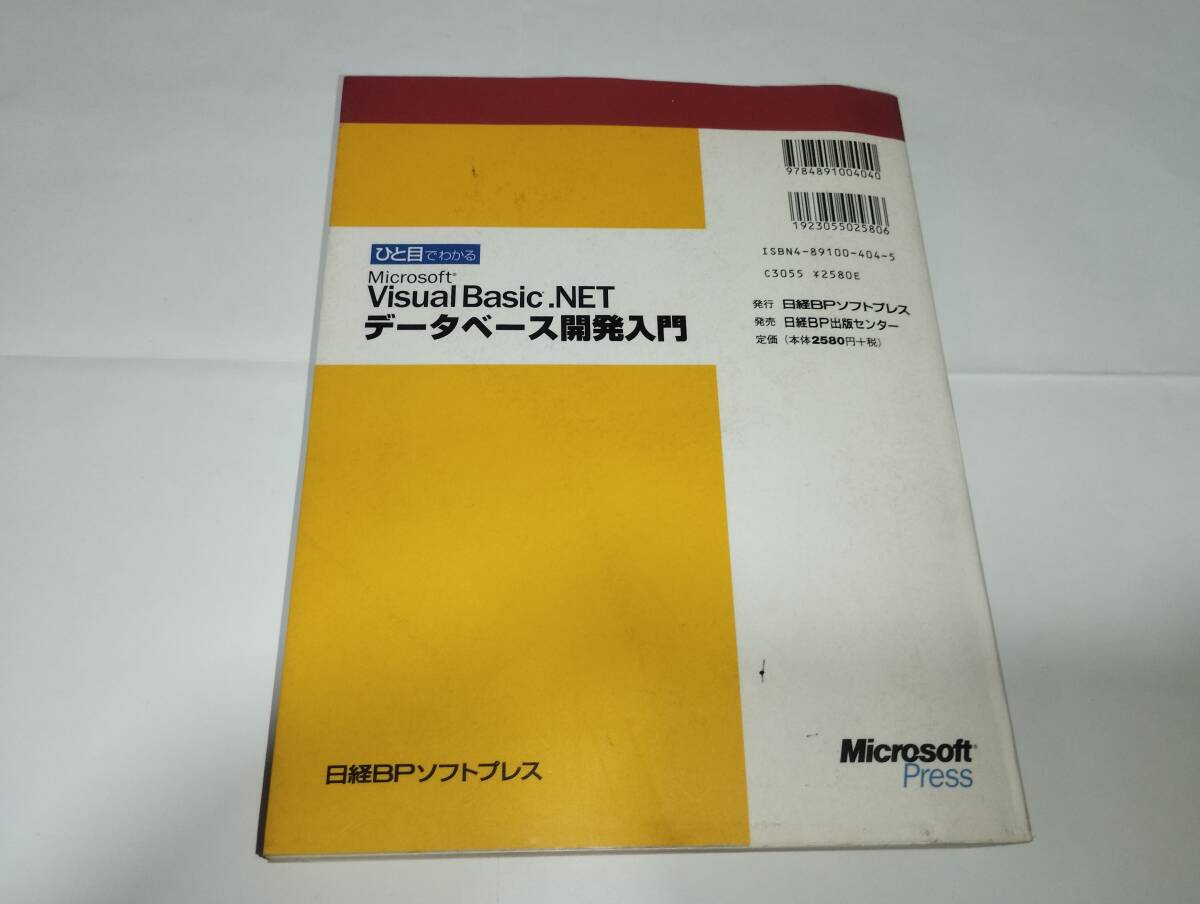 9784891004040
1923055025806
ISBN4-89100-404-5
C3055 ¥2580E
発行 日経BPソフトプレス
発売 日経BP出版センター
定価(本体2580円+税)
ひと目でわかる
Microsoft®
Visual Basic® .NET
データベース開発入門
日経BPソフトプレス
Microsoft®
Press